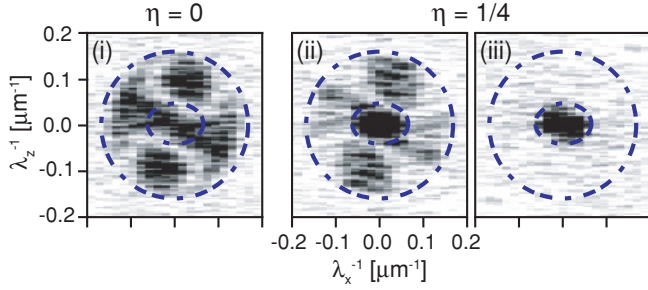 η = 0 η = 1/4
(i) (ii) (iii)
0.2
0.1
0.0
-0.1
-0.2
λz⁻¹ [μm⁻¹]
-0.2 -0.1 0.0 0.1 0.2
λx⁻¹ [μm⁻¹]